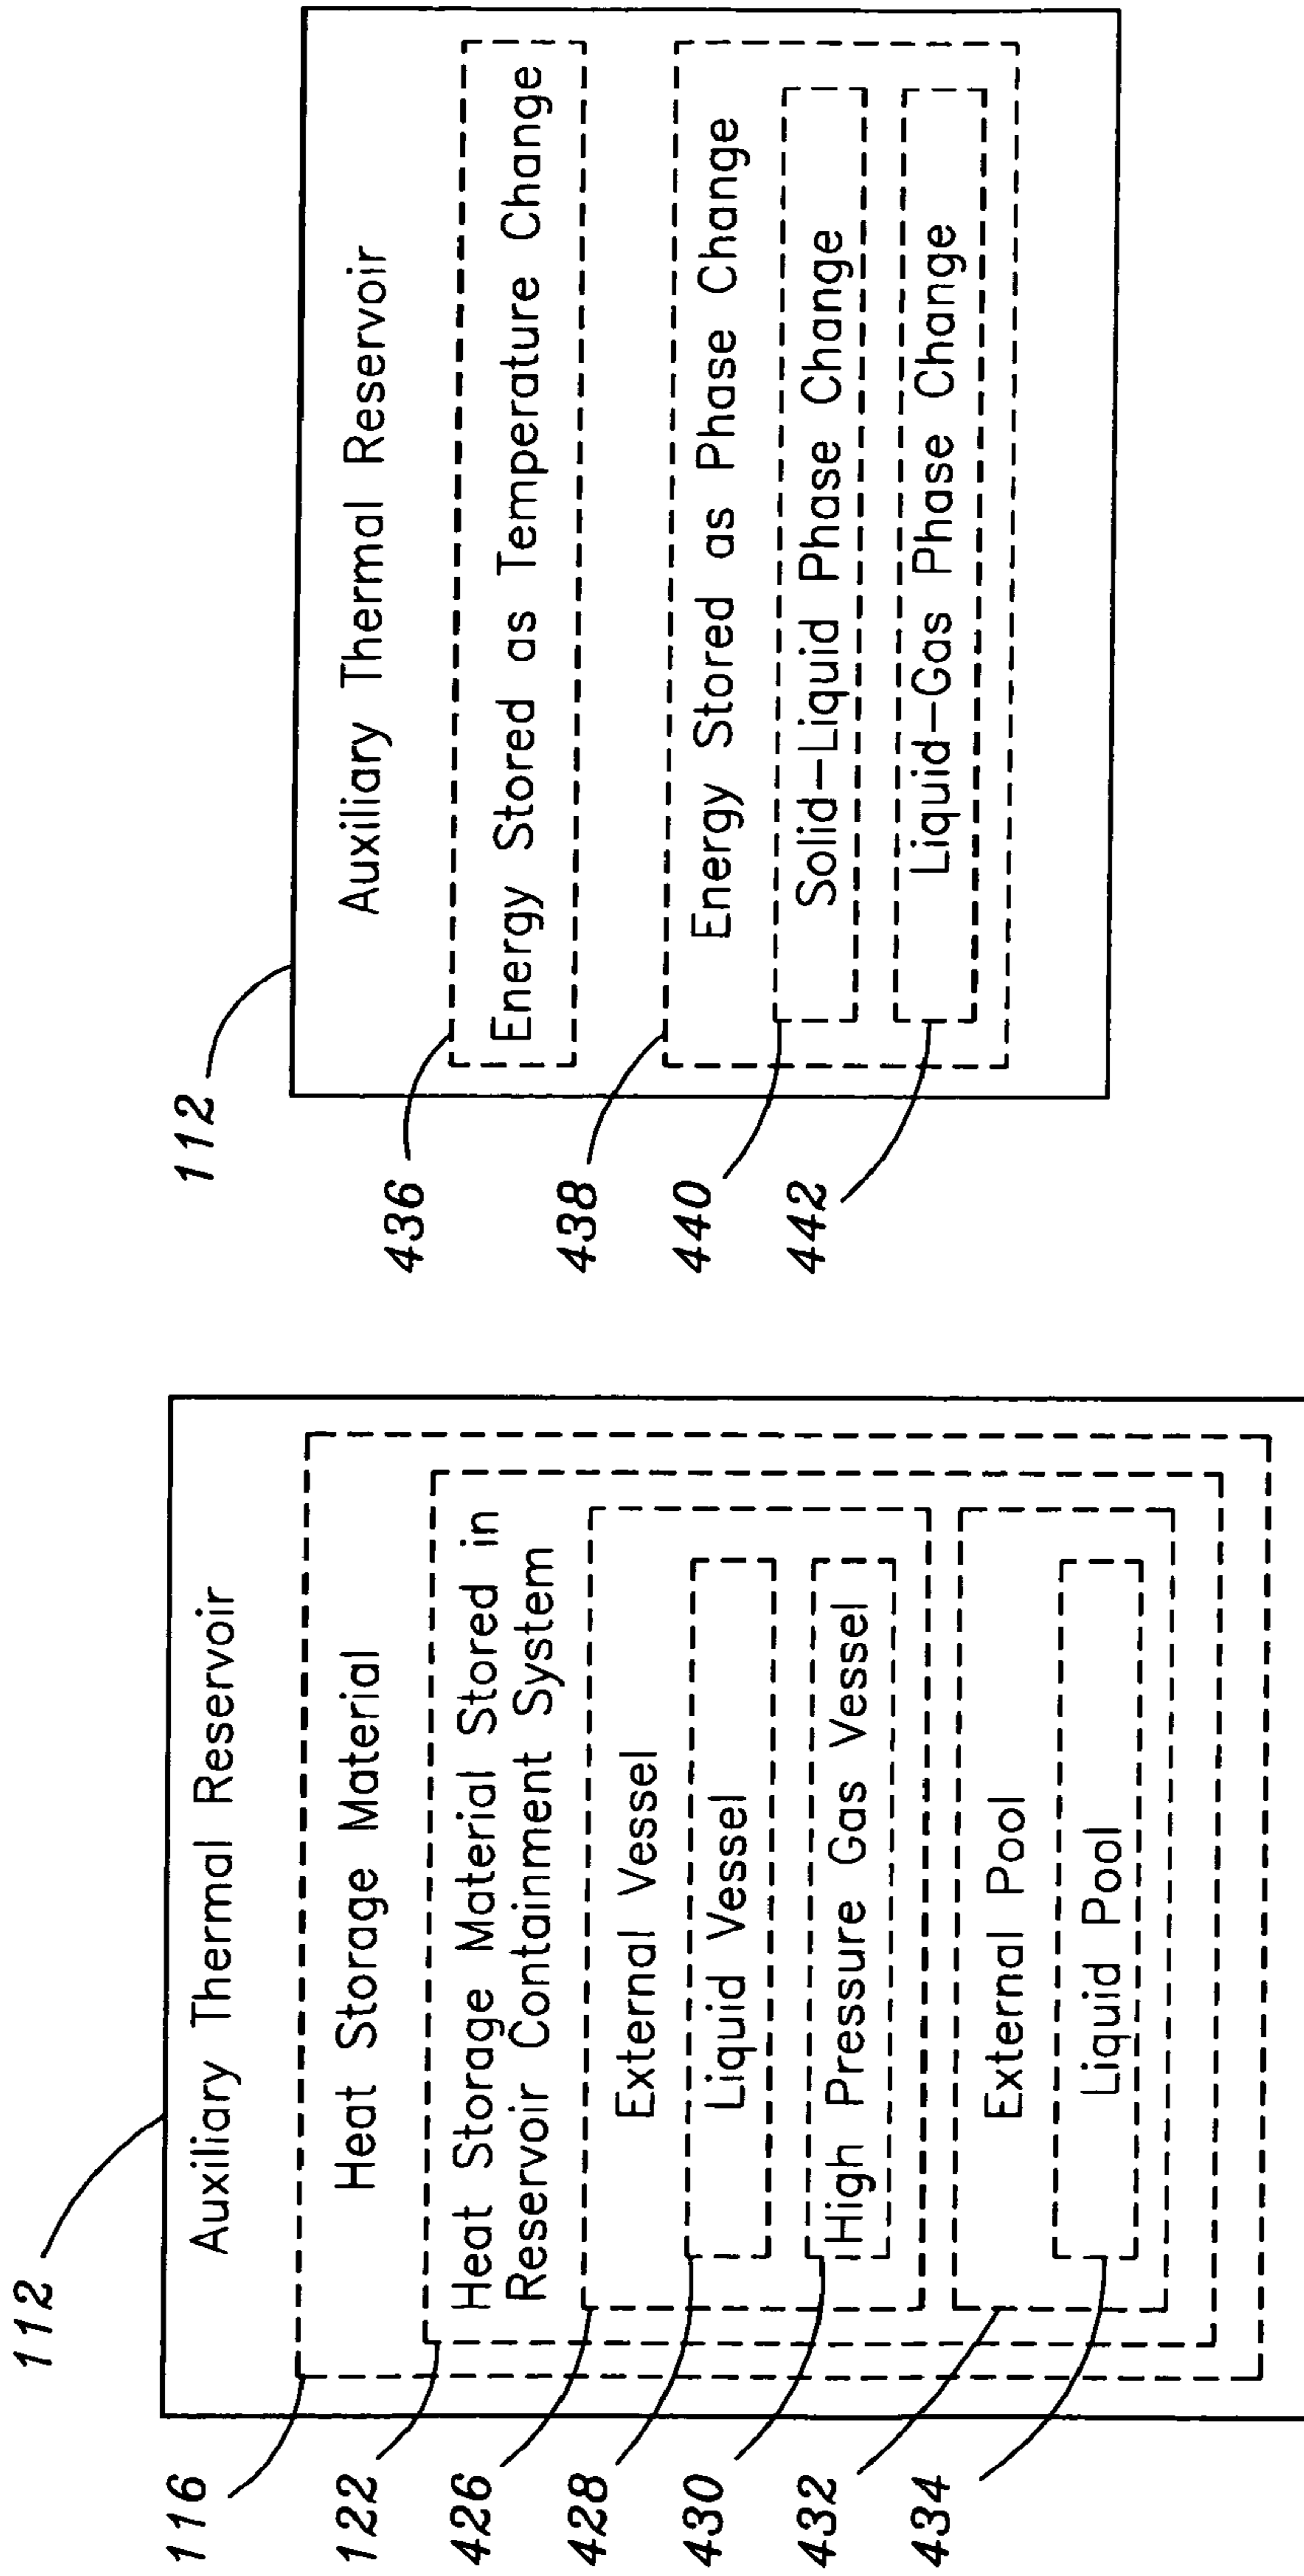 112
Auxiliary Thermal Reservoir
116
Heat Storage Material
122
Heat Storage Material Stored in
Reservoir Containment System
426
External Vessel
428
Liquid Vessel
430
High Pressure Gas Vessel
432
External Pool
434
Liquid Pool
112
Auxiliary Thermal Reservoir
436
Energy Stored as Temperature Change
438
Energy Stored as Phase Change
440
Solid-Liquid Phase Change
442
Liquid-Gas Phase Change